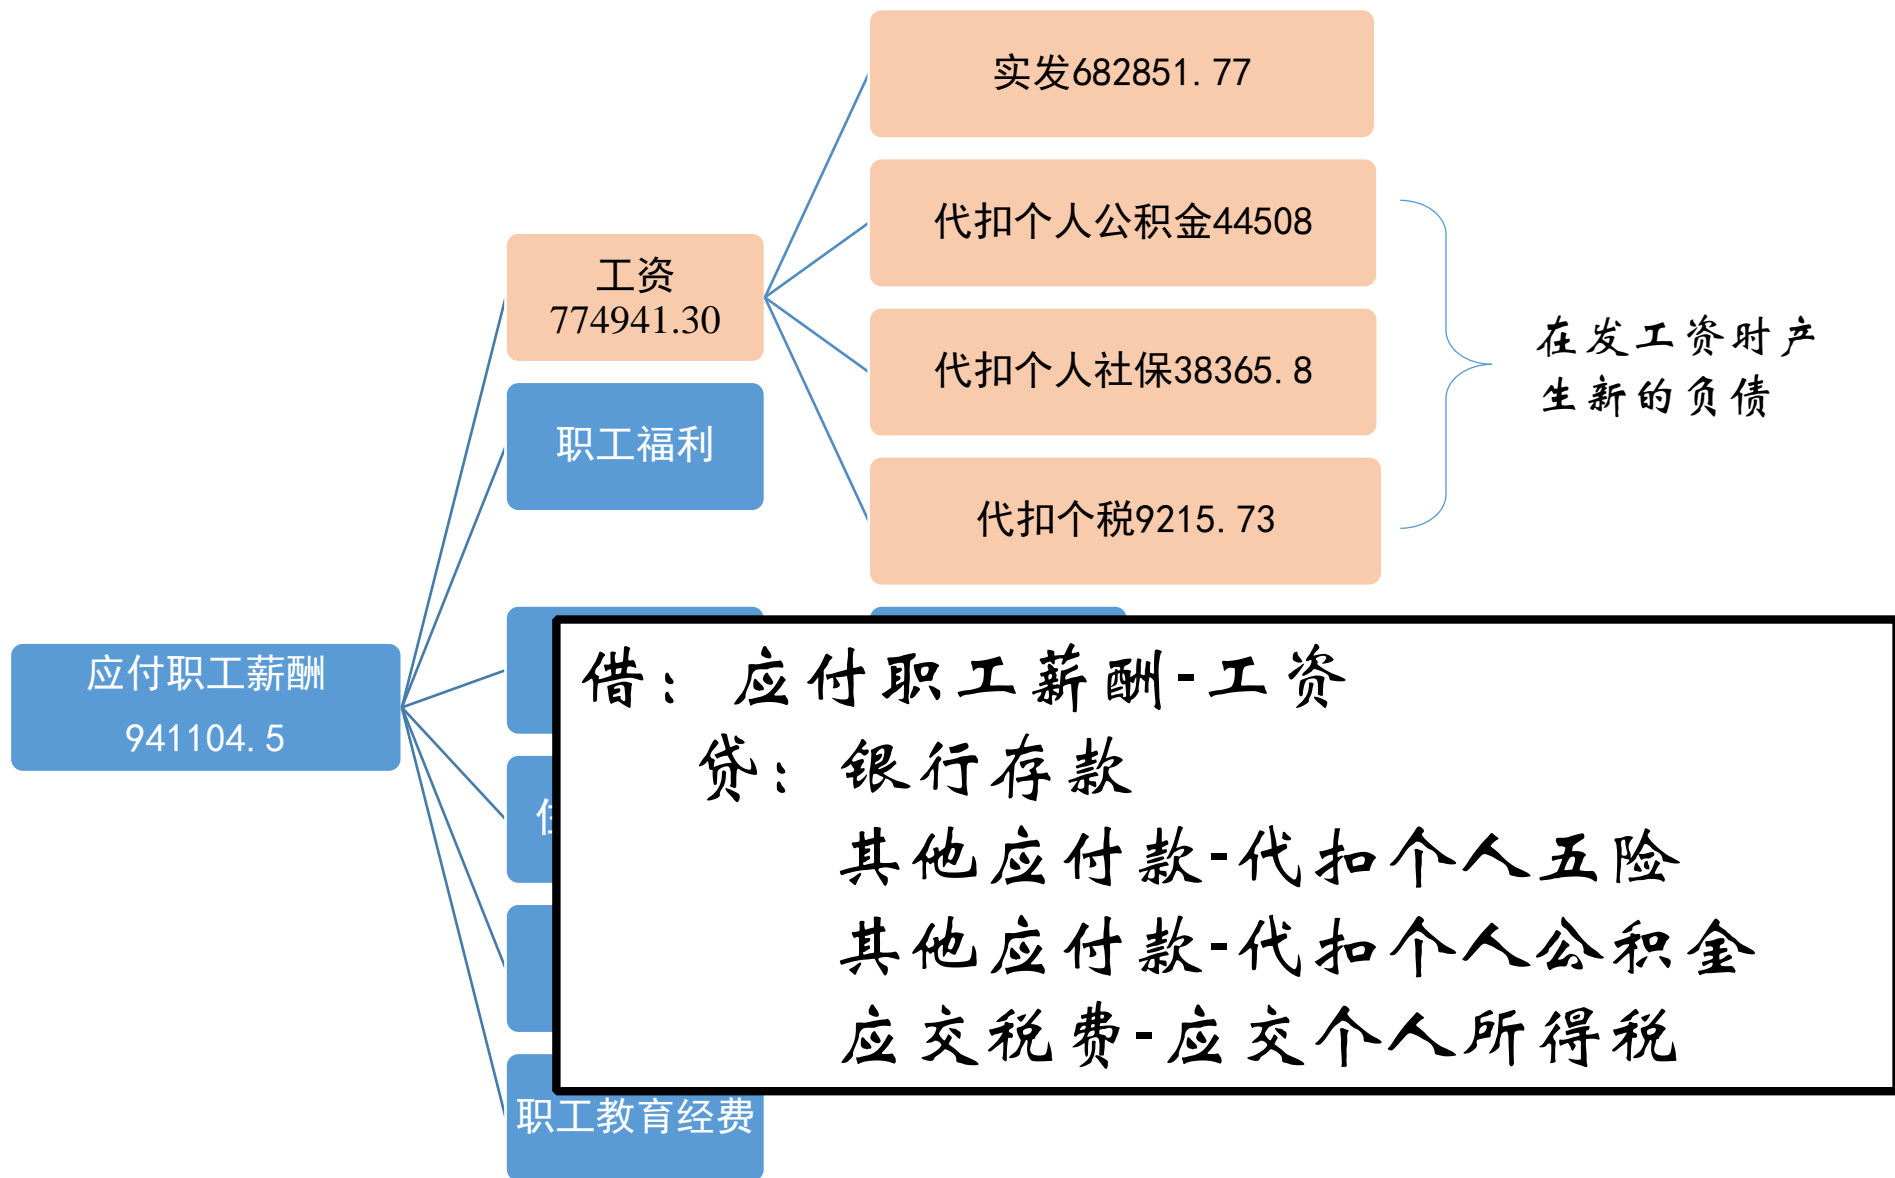 实发682851.77
代扣个人公积金44508
工资
774941.30
代扣个人社保38365.8
在发工资时产
生新的负债
职工福利
代扣个税9215.73
应付职工薪酬
941104.5
借：应付职工薪酬-工资
贷：银行存款
其他应付款-代扣个人五险
其他应付款-代扣个人公积金
应交税费-应交个人所得税
职工教育经费